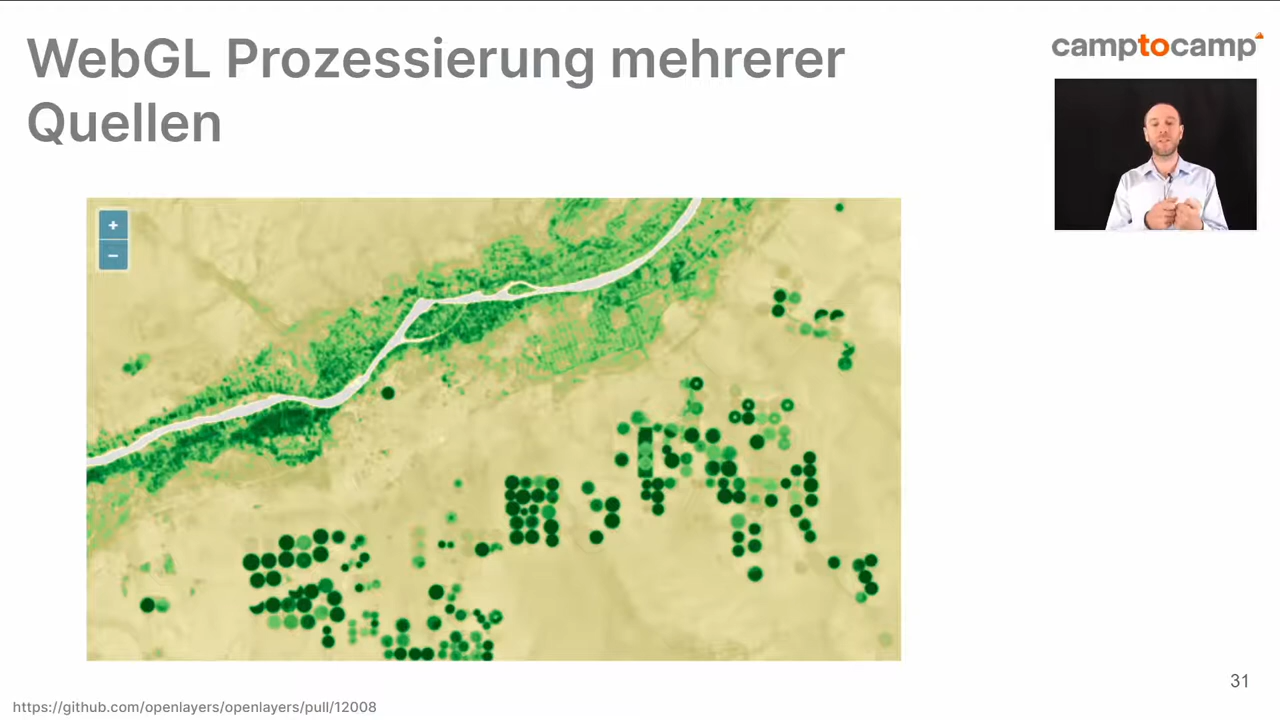 WebGL Prozessierung mehrerer
Quellen
camptocamp
+
−
31
https://github.com/openlayers/openlayers/pull/12008